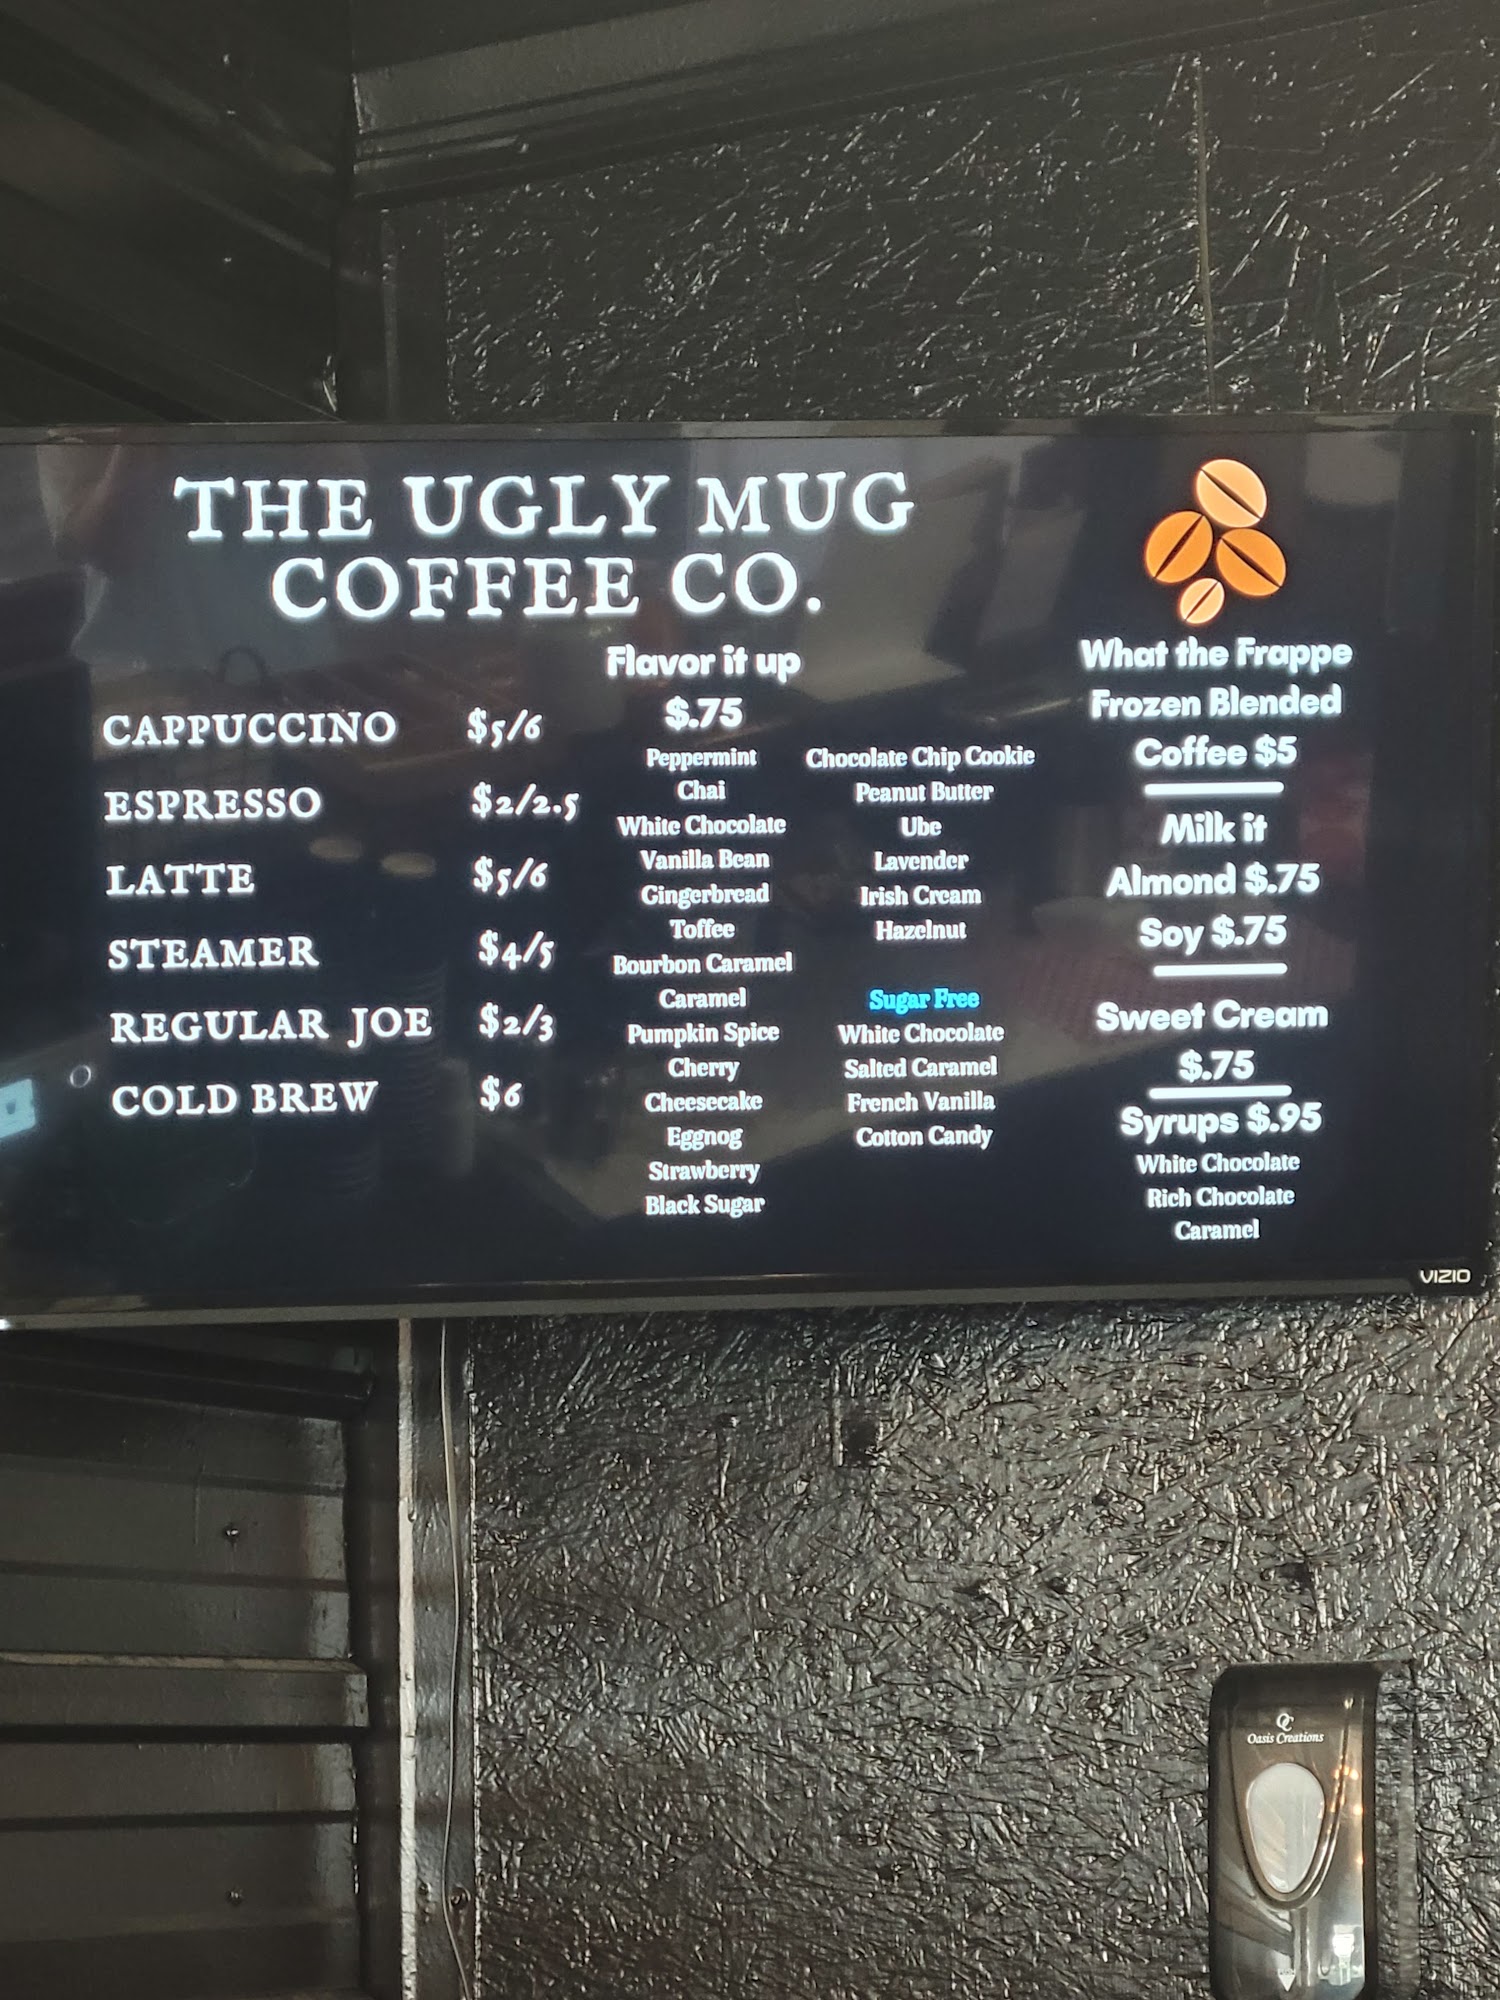 THE UGLY MUG
COFFEE CO.
CAPPUCCINO $5/6
ESPRESSO $2/2.5
LATTE $5/6
STEAMER $4/5
REGULAR JOE $2/3
COLD BREW $6
Flavor it up
$.75
Peppermint
Chai
White Chocolate
Vanilla Bean
Gingerbread
Toffee
Bourbon Caramel
Caramel
Pumpkin Spice
Cherry
Cheesecake
Eggnog
Strawberry
Black Sugar
Chocolate Chip Cookie
Peanut Butter
Ube
Lavender
Irish Cream
Hazelnut
Sugar Free
White Chocolate
Salted Caramel
French Vanilla
Cotton Candy
What the Frappe
Frozen Blended
Coffee $5
Milk it
Almond $.75
Soy $.75
Sweet Cream
$.75
Syrups $.95
White Chocolate
Rich Chocolate
Caramel
VIZIO
OC
Oasis Creations